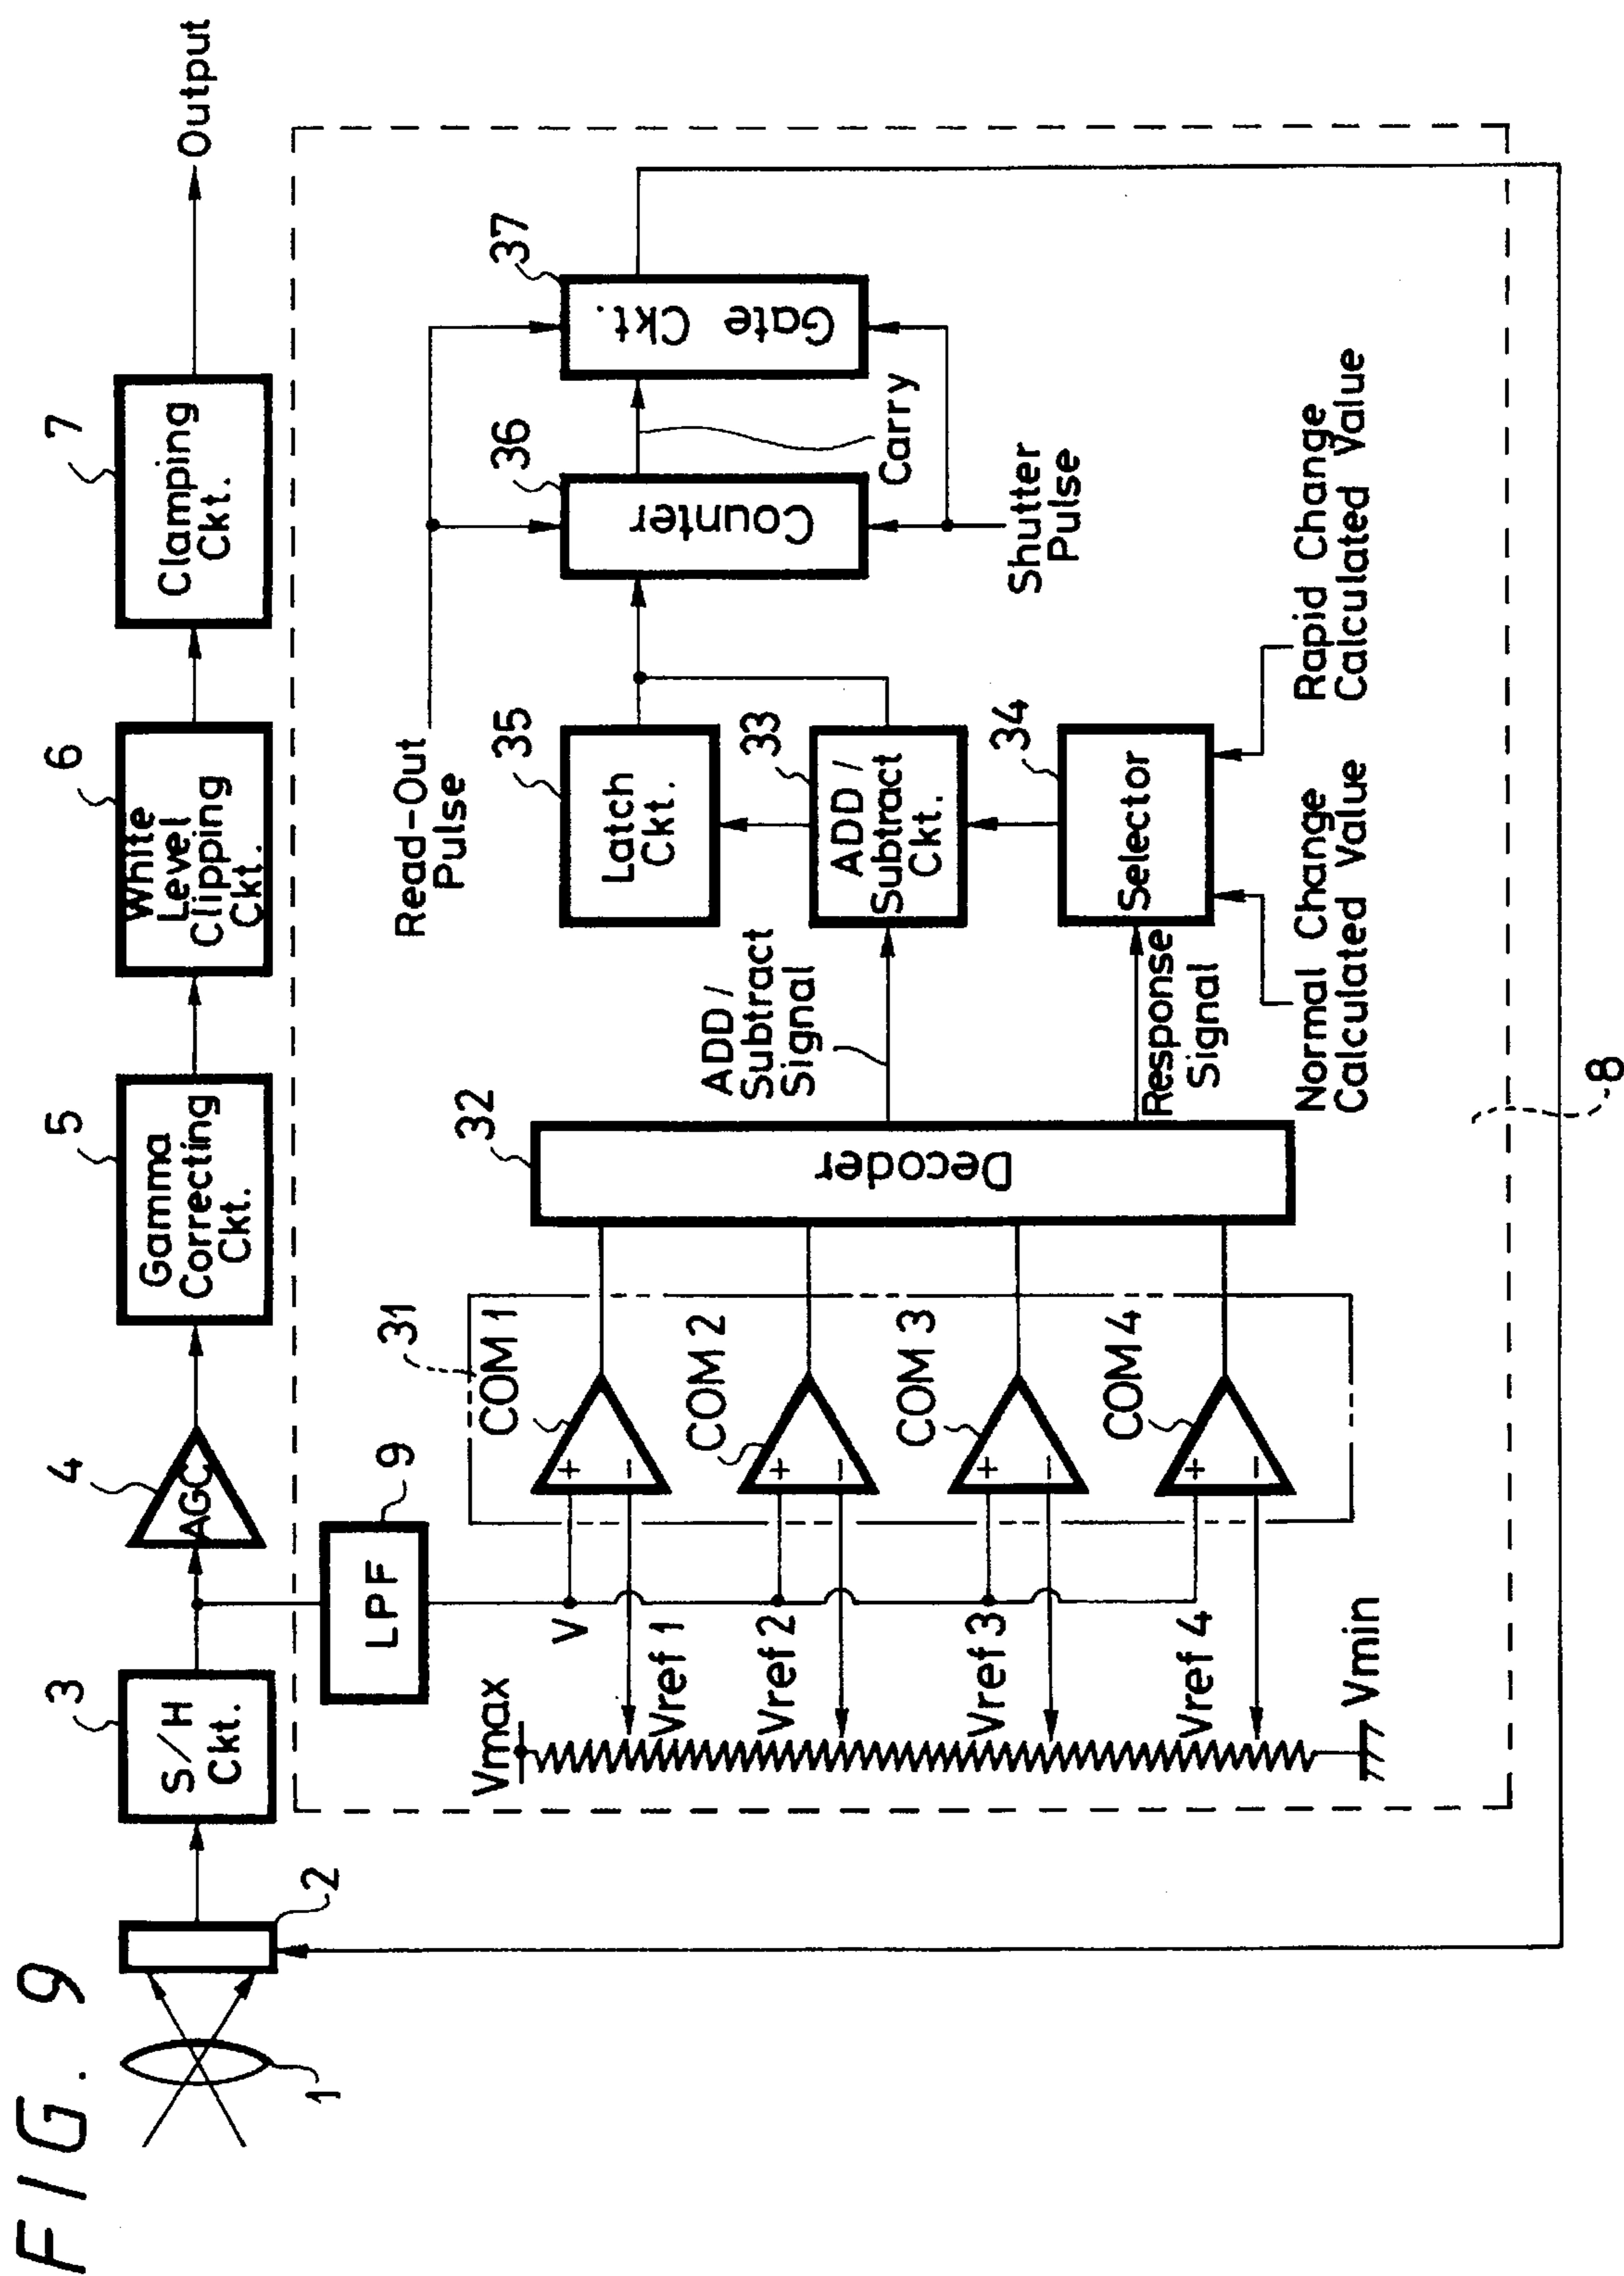 FIG. 9
1
2
3
S/H
Ckt.
4
AGC
5
Gamma
Correcting
Ckt.
6
White
Level
Clipping
Ckt.
7
Clamping
Ckt.
Output
9
LPF
V
Vmax
Vref 1
Vref 2
Vref 3
Vref 4
Vmin
31
COM 1
+
−
COM 2
+
−
COM 3
+
−
COM 4
+
−
32
Decoder
ADD/
Subtract
Signal
Response
Signal
Read-Out
Pulse
35
Latch
Ckt.
33
ADD/
Subtract
Ckt.
34
Selector
Normal Change
Calculated Value
Rapid Change
Calculated Value
36
Counter
Carry
Shutter
Pulse
37
Gate Ckt.
8